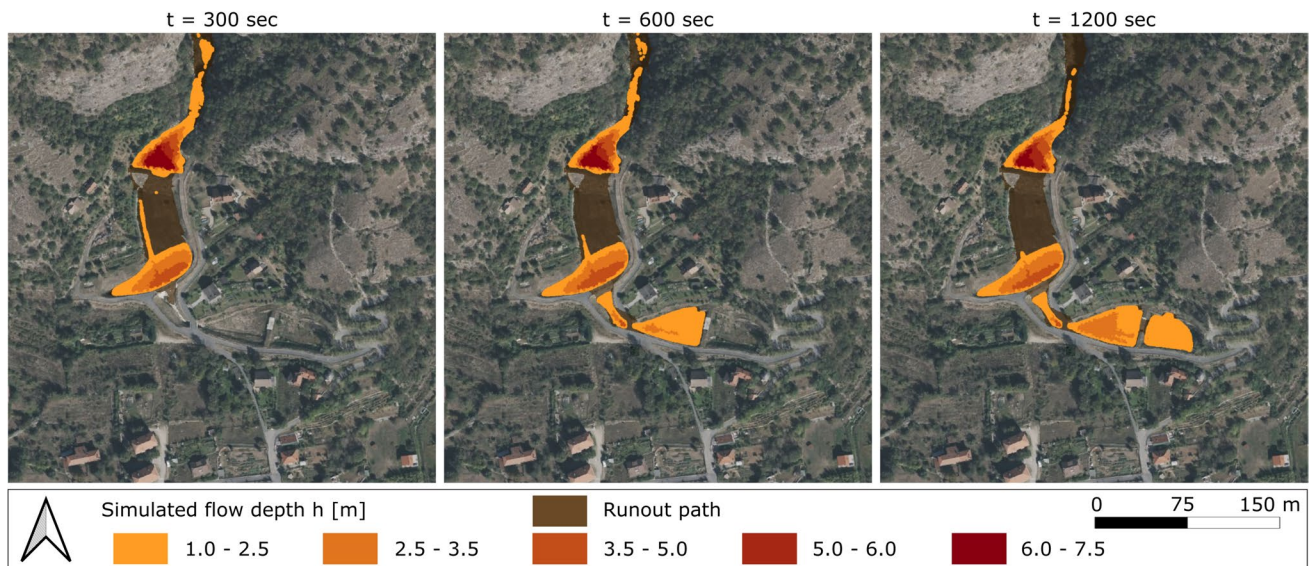 t = 300 sec
t = 600 sec
t = 1200 sec
Simulated flow depth h [m]
Runout path
0 75 150 m
1.0 - 2.5
2.5 - 3.5
3.5 - 5.0
5.0 - 6.0
6.0 - 7.5